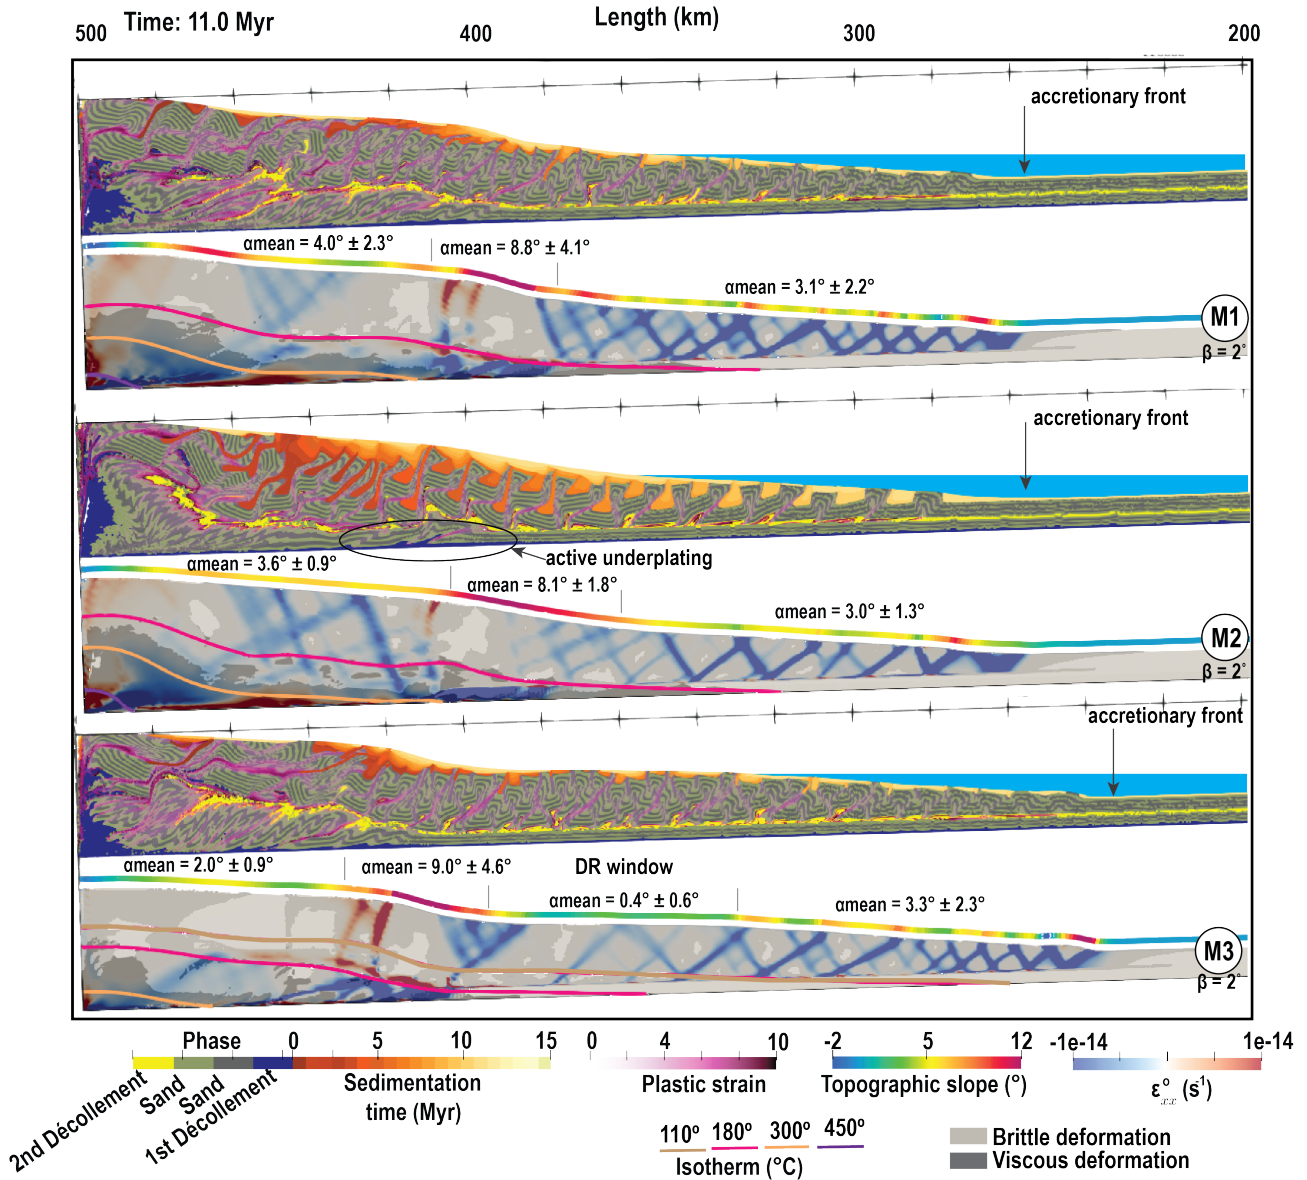 Length (km)
Time: 11.0 Myr
500 400 300 200
accretionary front
αmean = 4.0° ± 2.3° αmean = 8.8° ± 4.1°
αmean = 3.1° ± 2.2°
M1
β = 2°
accretionary front
active underplating
αmean = 3.6° ± 0.9°
αmean = 8.1° ± 1.8°
αmean = 3.0° ± 1.3°
M2
β = 2°
accretionary front
αmean = 2.0° ± 0.9° αmean = 9.0° ± 4.6° DR window
αmean = 0.4° ± 0.6° αmean = 3.3° ± 2.3°
M3
β = 2°
Phase 0 5 10 15
2nd Décollement
Sand
Sand
1st Décollement
Sedimentation
time (Myr)
0 4 10
Plastic strain
-2 5 12
Topographic slope (°)
-1e-14 1e-14
ε°xx (s-1)
110º 180º 300º 450º
Isotherm (°C)
Brittle deformation
Viscous deformation